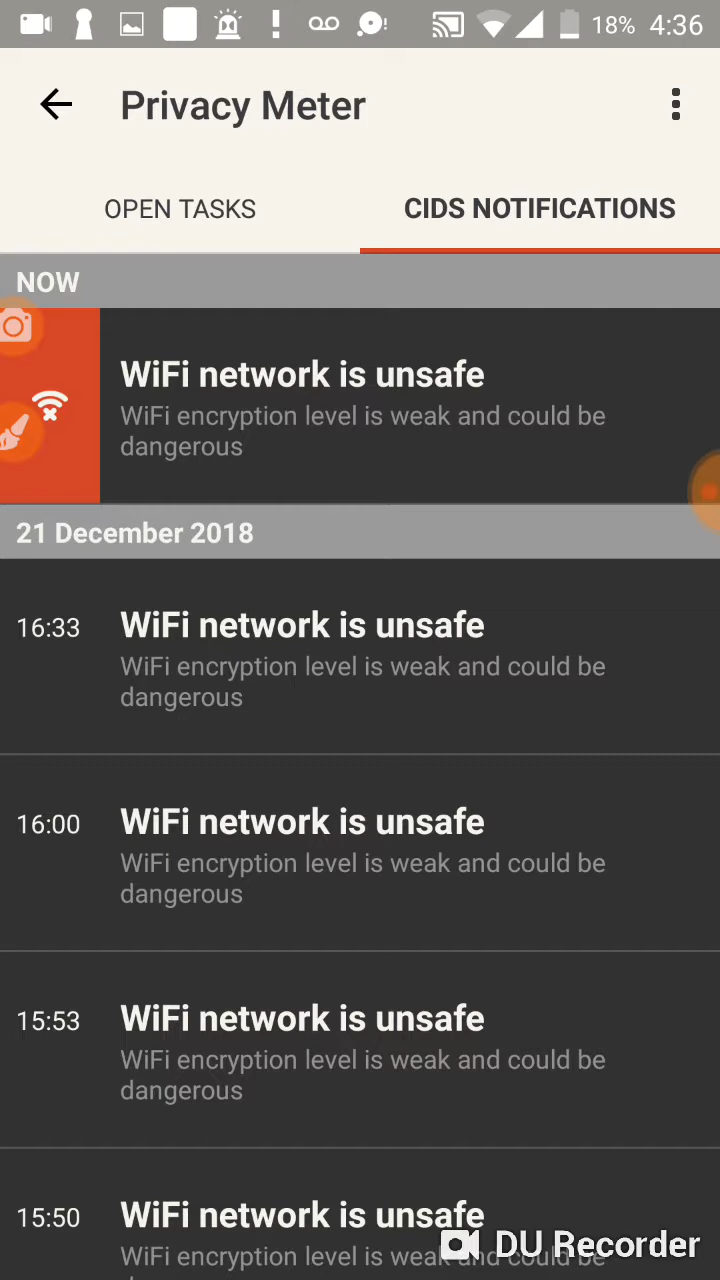 18% 4:36
Privacy Meter
OPEN TASKS
CIDS NOTIFICATIONS
NOW
WiFi network is unsafe
WiFi encryption level is weak and could be
dangerous
21 December 2018
16:33
WiFi network is unsafe
WiFi encryption level is weak and could be
dangerous
16:00
WiFi network is unsafe
WiFi encryption level is weak and could be
dangerous
15:53
WiFi network is unsafe
WiFi encryption level is weak and could be
dangerous
15:50
WiFi network is unsafe
WiFi encryption level is weak and could be
DU Recorder